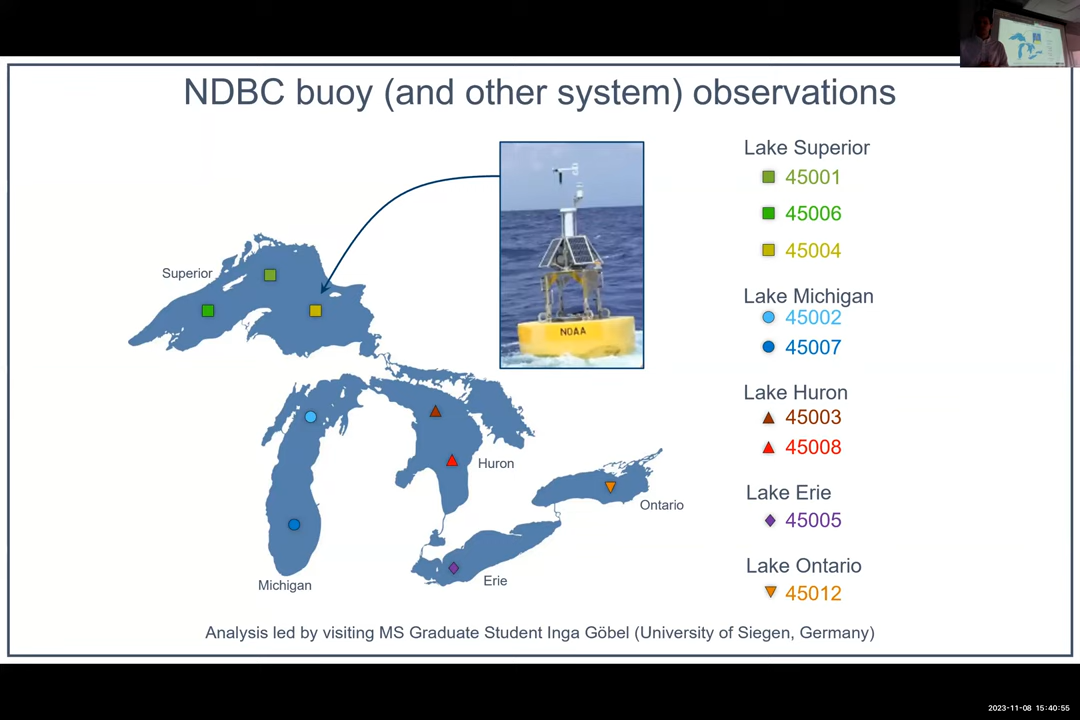 NDBC buoy (and other system) observations
Lake Superior
45001
45006
45004
Lake Michigan
45002
45007
Lake Huron
45003
45008
Lake Erie
45005
Lake Ontario
45012
Superior
Huron
Ontario
Michigan
Erie
NOAA
Analysis led by visiting MS Graduate Student Inga Göbel (University of Siegen, Germany)
2023-11-08 15:40:55